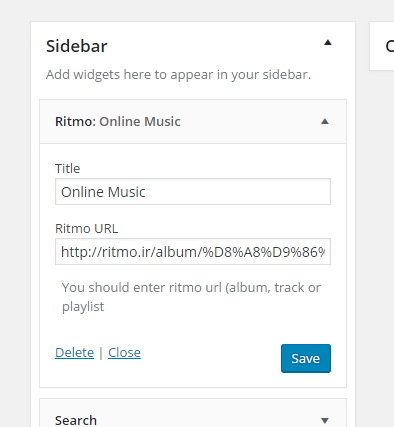 Sidebar
Add widgets here to appear in your sidebar.
Ritmo: Online Music
Title
Online Music
Ritmo URL
http://ritmo.ir/album/%D8%A8%D9%86%
You should enter ritmo url (album, track or
playlist
Delete | Close
Save
Search